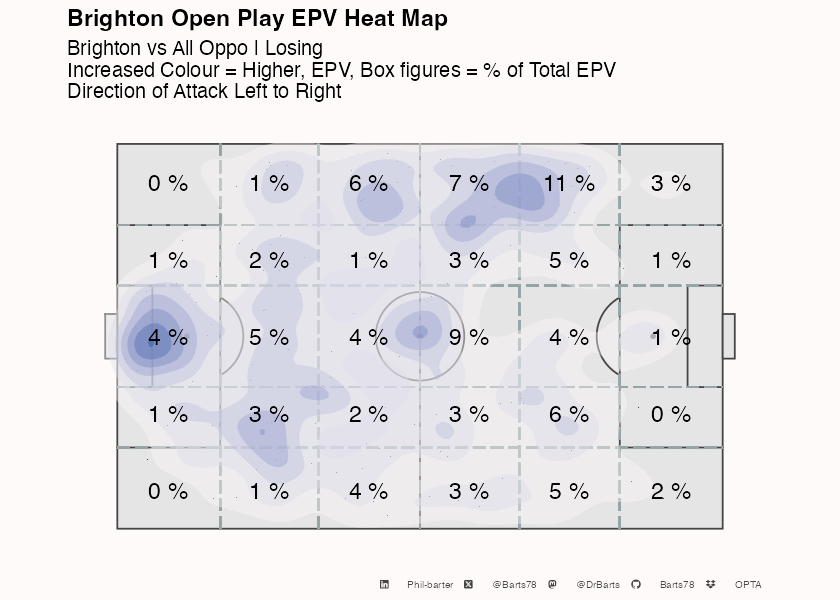 Brighton Open Play EPV Heat Map
Brighton vs All Oppo | Losing
Increased Colour = Higher, EPV, Box figures = % of Total EPV
Direction of Attack Left to Right
0 % 1 % 6 % 7 % 11 % 3 %
1 % 2 % 1 % 3 % 5 % 1 %
4 % 5 % 4 % 9 % 4 % 1 %
1 % 3 % 2 % 3 % 6 % 0 %
0 % 1 % 4 % 3 % 5 % 2 %
Phil-barter @Barts78 @DrBarts Barts78 OPTA